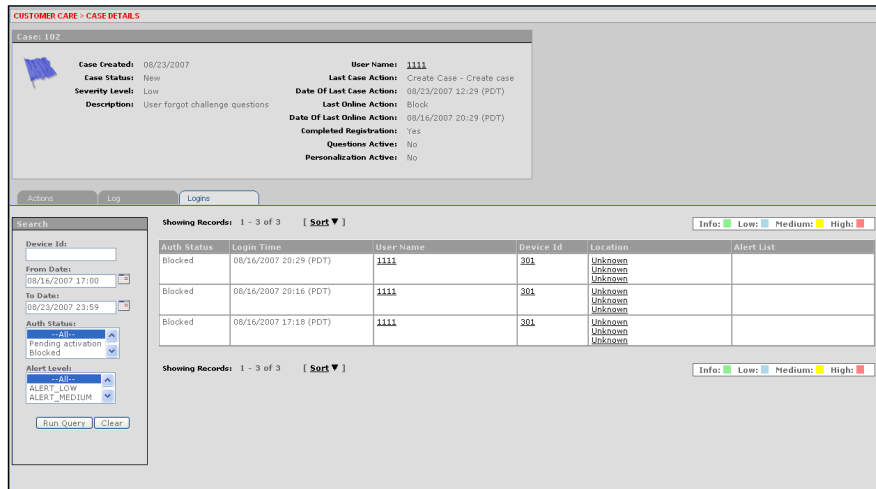 CUSTOMER CARE > CASE DETAILS
Case: 102
Case Created: 08/23/2007
Case Status: New
Severity Level: Low
Description: User forgot challenge questions
User Name: 1111
Last Case Action: Create Case - Create case
Date Of Last Case Action: 08/23/2007 12:29 (PDT)
Last Online Action: Block
Date Of Last Online Action: 08/16/2007 20:29 (PDT)
Completed Registration: Yes
Questions Active: No
Personalization Active: No
Actions Log Logins
Search
Device Id:
From Date:
08/16/2007 17:00
To Date:
08/23/2007 23:59
Auth Status:
--All--
Pending activation
Blocked
Alert Level:
--All--
ALERT_LOW
ALERT_MEDIUM
Run Query Clear
Showing Records: 1 - 3 of 3 [ Sort ▼ ]
Info: Low: Medium: High:
Auth Status Login Time User Name Device Id Location Alert List
Blocked 08/16/2007 20:29 (PDT) 1111 301 Unknown
Unknown
Unknown
Blocked 08/16/2007 20:16 (PDT) 1111 301 Unknown
Unknown
Unknown
Blocked 08/16/2007 17:18 (PDT) 1111 301 Unknown
Unknown
Unknown
Showing Records: 1 - 3 of 3 [ Sort ▼ ]
Info: Low: Medium: High: